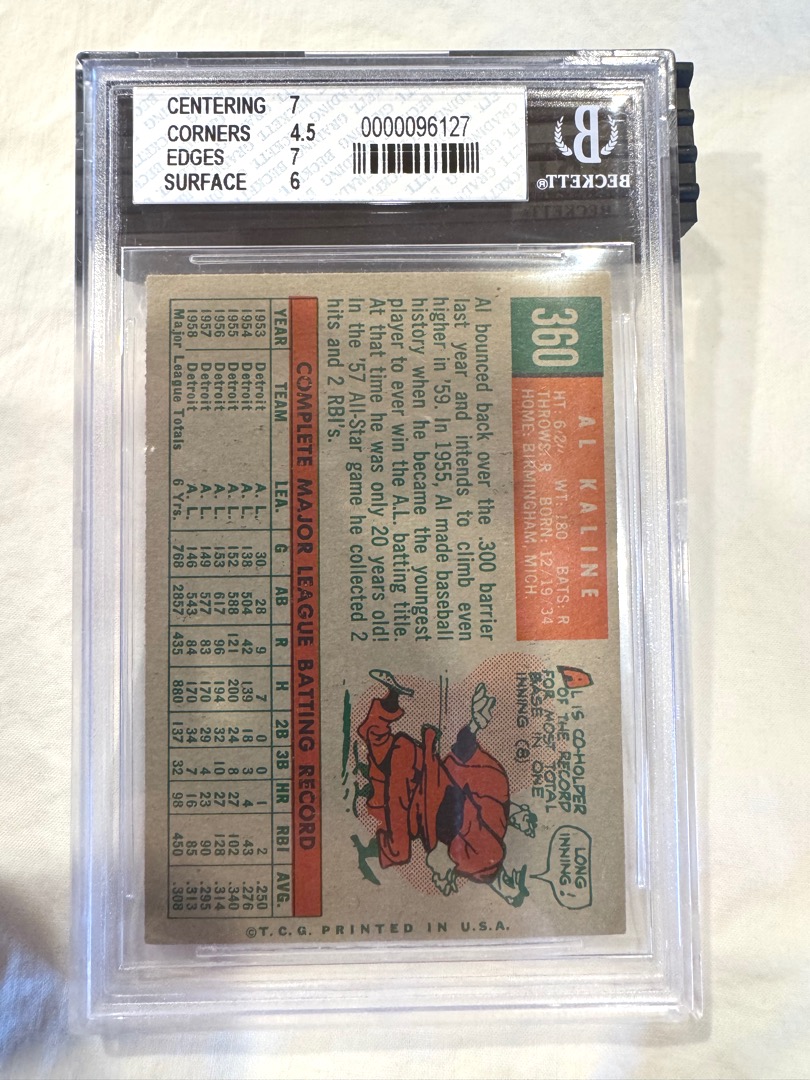 CENTERING 7
CORNERS 4.5
EDGES 7
SURFACE 6
0000096127
B
BECKETT®
360
AL KALINE
HT: 6:2" WT: 180 BATS: R
THROWS: R BORN: 12/19/'34
HOME: BIRMINGHAM, MICH.
Al bounced back over the .300 barrier
last year and intends to climb even
higher in '59. In 1955, Al made baseball
history when he became the youngest
player to ever win the A.L. batting title.
At that time he was only 20 years old!
In the '57 All-Star game he collected 2
hits and 2 RBI's.
AL IS CO-HOLDER
OF THE RECORD
FOR MOST TOTAL
BASE IN ONE
INNING (8)
LONG
INNING!
COMPLETE MAJOR LEAGUE BATTING RECORD
YEAR TEAM LEA. G AB R H 2B 3B HR RBI AVG.
1953 Detroit A. L. 30 28 9 7 0 0 1 2 .250
1954 Detroit A. L. 138 504 42 139 18 3 4 43 .276
1955 Detroit A. L. 152 588 121 200 24 8 27 102 .340
1956 Detroit A. L. 153 617 96 194 32 10 27 128 .314
1957 Detroit A. L. 149 577 83 170 29 4 23 90 .295
1958 Detroit A. L. 146 543 84 170 34 7 16 85 .313
Major League Totals 6 Yrs. 768 2857 435 880 137 32 98 450 .308
©T.C.G. PRINTED IN U.S.A.